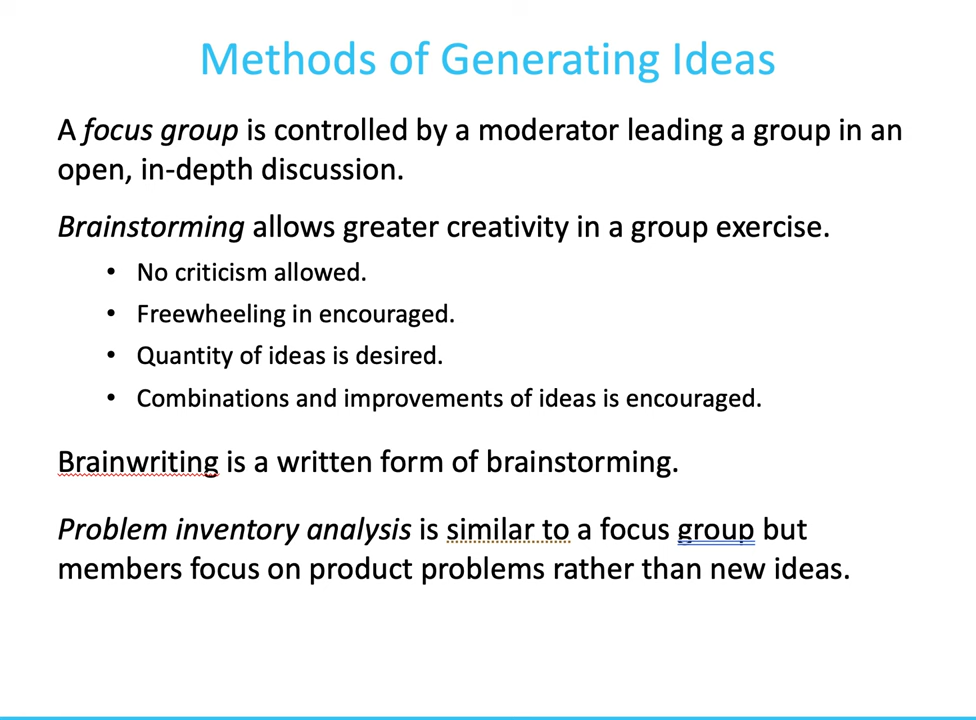 Methods of Generating Ideas
A focus group is controlled by a moderator leading a group in an
open, in-depth discussion.
Brainstorming allows greater creativity in a group exercise.
• No criticism allowed.
• Freewheeling in encouraged.
• Quantity of ideas is desired.
• Combinations and improvements of ideas is encouraged.
Brainwriting is a written form of brainstorming.
Problem inventory analysis is similar to a focus group but
members focus on product problems rather than new ideas.